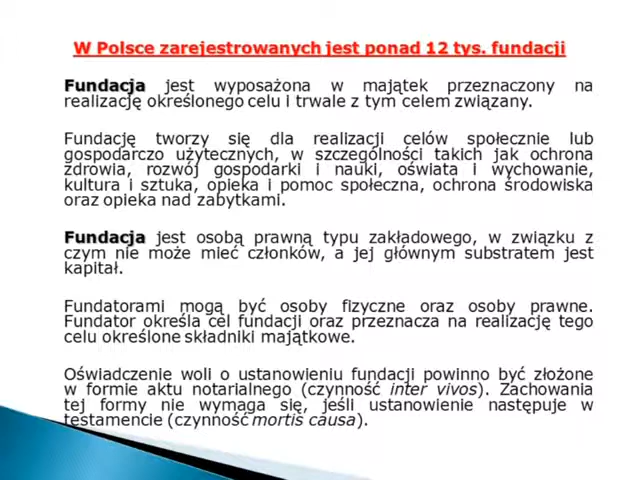 W Polsce zarejestrowanych jest ponad 12 tys. fundacji
Fundacja jest wyposażona w majątek przeznaczony na
realizację określonego celu i trwale z tym celem związany.
Fundację tworzy się dla realizacji celów społecznie lub
gospodarczo użytecznych, w szczególności takich jak ochrona
zdrowia, rozwój gospodarki i nauki, oświata i wychowanie,
kultura i sztuka, opieka i pomoc społeczna, ochrona środowiska
oraz opieka nad zabytkami.
Fundacja jest osobą prawną typu zakładowego, w związku z
czym nie może mieć członków, a jej głównym substratem jest
kapitał.
Fundatorami mogą być osoby fizyczne oraz osoby prawne.
Fundator określa cel fundacji oraz przeznacza na realizację tego
celu określone składniki majątkowe.
Oświadczenie woli o ustanowieniu fundacji powinno być złożone
w formie aktu notarialnego (czynność inter vivos). Zachowania
tej formy nie wymaga się, jeśli ustanowienie następuje w
testamencie (czynność mortis causa).